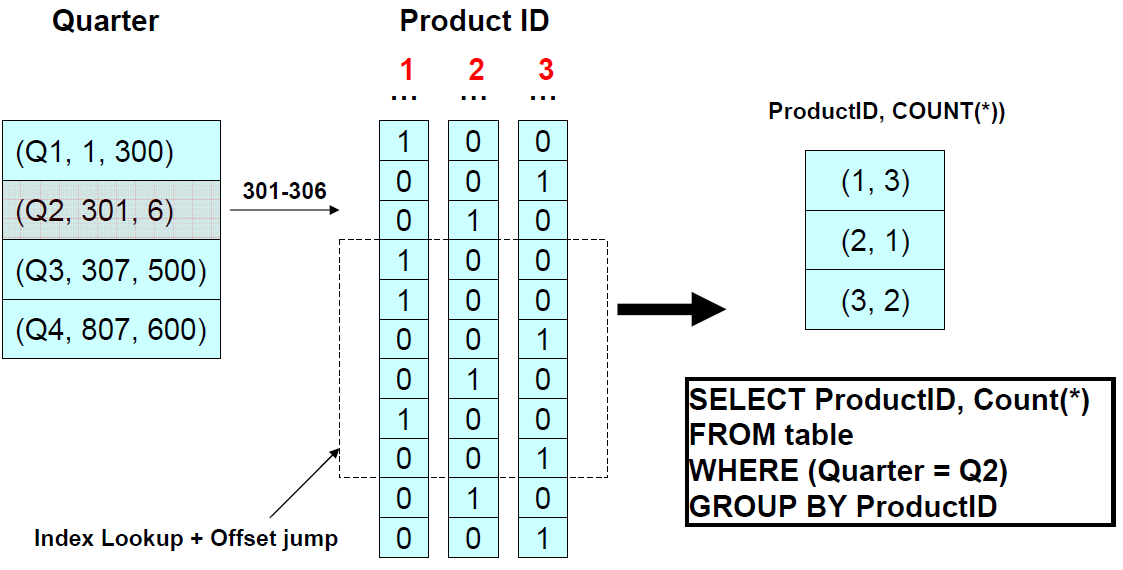 Quarter
Product ID
1 2 3
... ... ...
ProductID, COUNT(*))
(Q1, 1, 300)
(Q2, 301, 6)
(Q3, 307, 500)
(Q4, 807, 600)
301-306
1 0 0
0 0 1
0 1 0
1 0 0
1 0 0
0 0 1
0 1 0
1 0 0
0 0 1
0 1 0
0 0 1
(1, 3)
(2, 1)
(3, 2)
Index Lookup + Offset jump
SELECT ProductID, Count(*)
FROM table
WHERE (Quarter = Q2)
GROUP BY ProductID